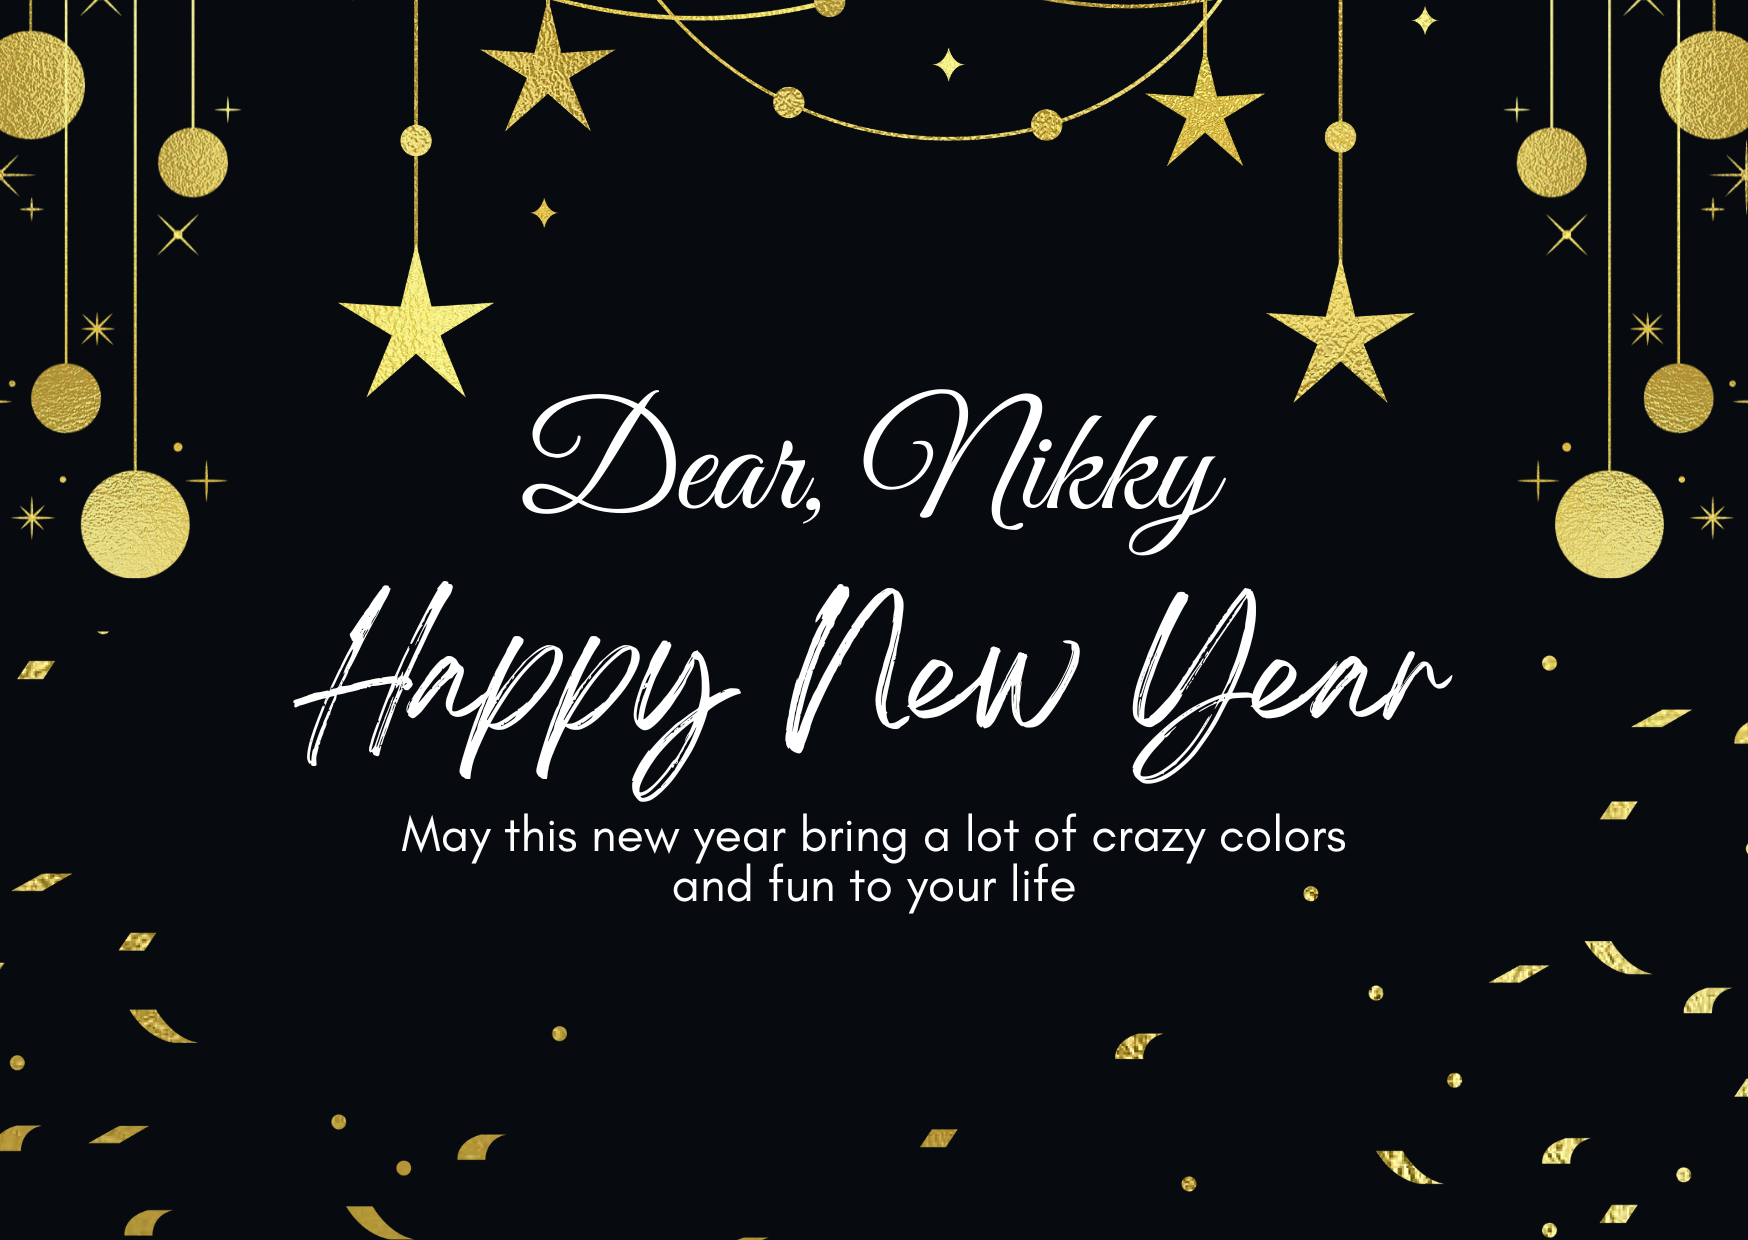 Dear, Nikky
Happy New Year
May this new year bring a lot of crazy colors
and fun to your life